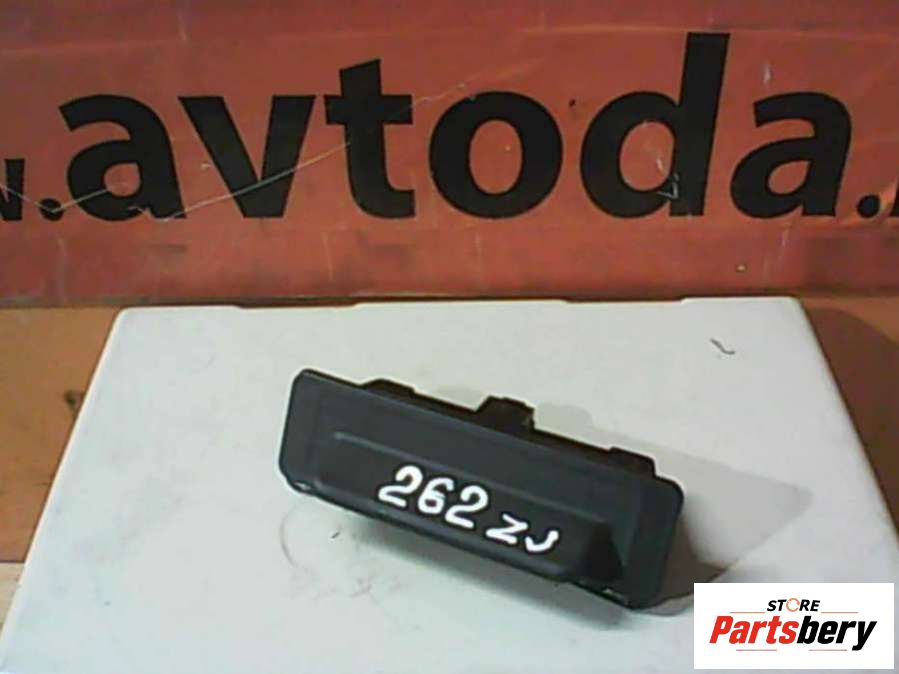 w.avtoda.
262 ZJ
STORE
Partsbery